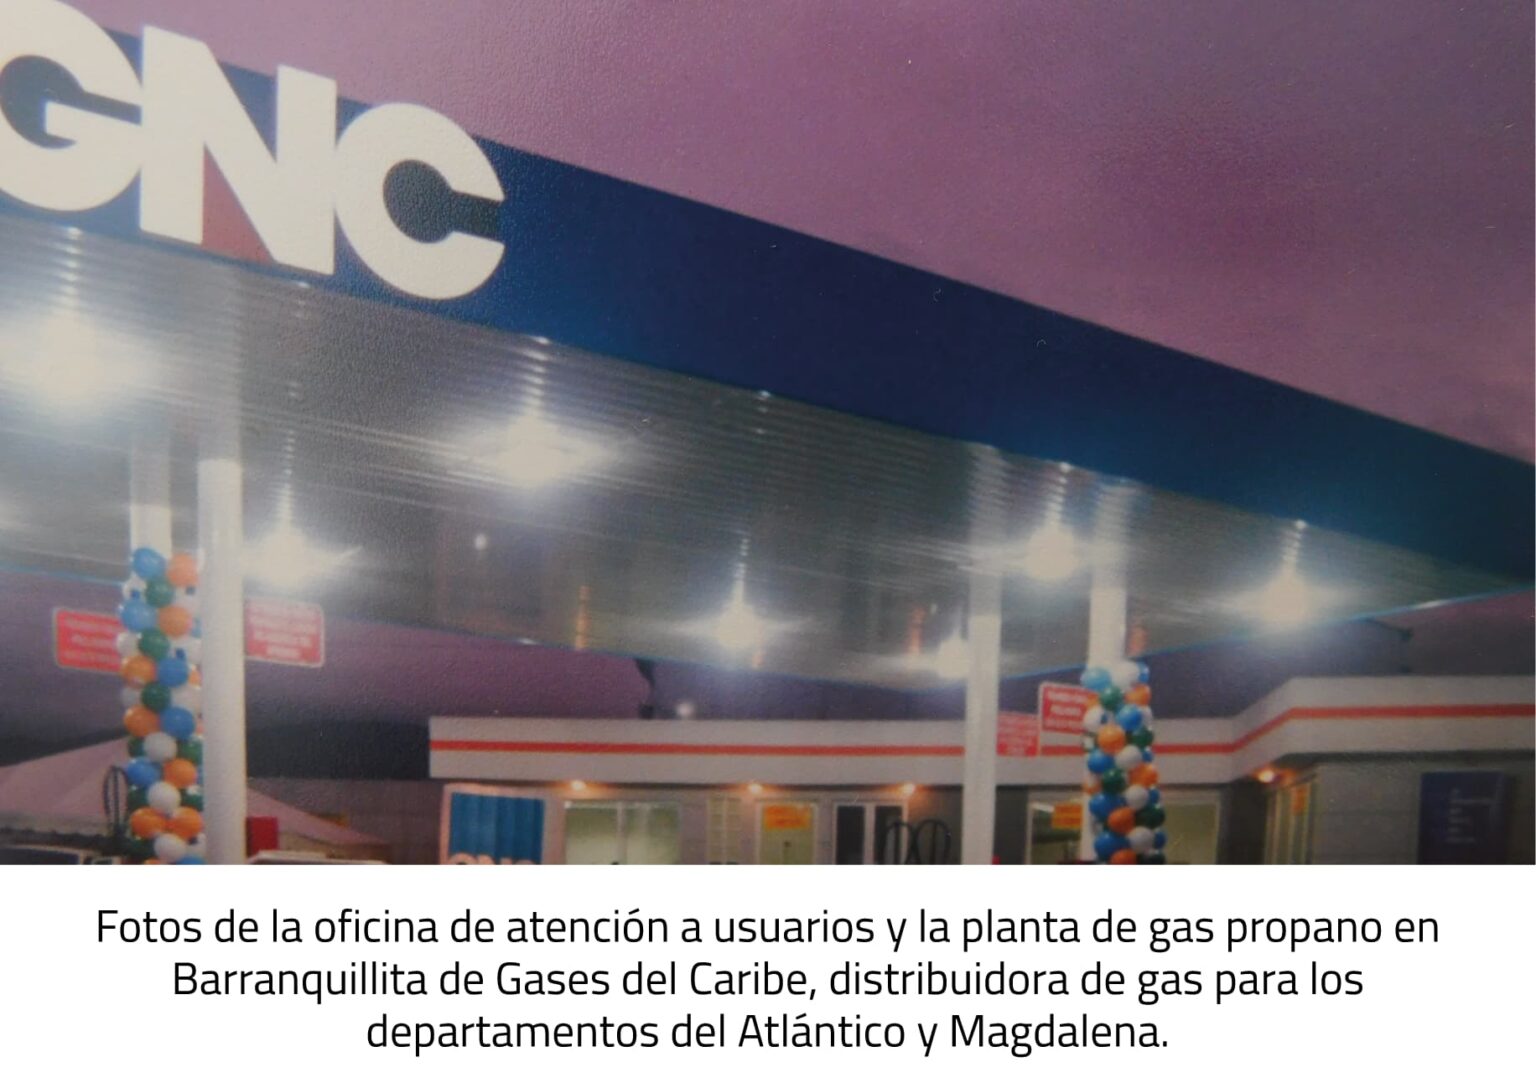 GNC
Fotos de la oficina de atención a usuarios y la planta de gas propano en
Barranquillita de Gases del Caribe, distribuidora de gas para los
departamentos del Atlántico y Magdalena.